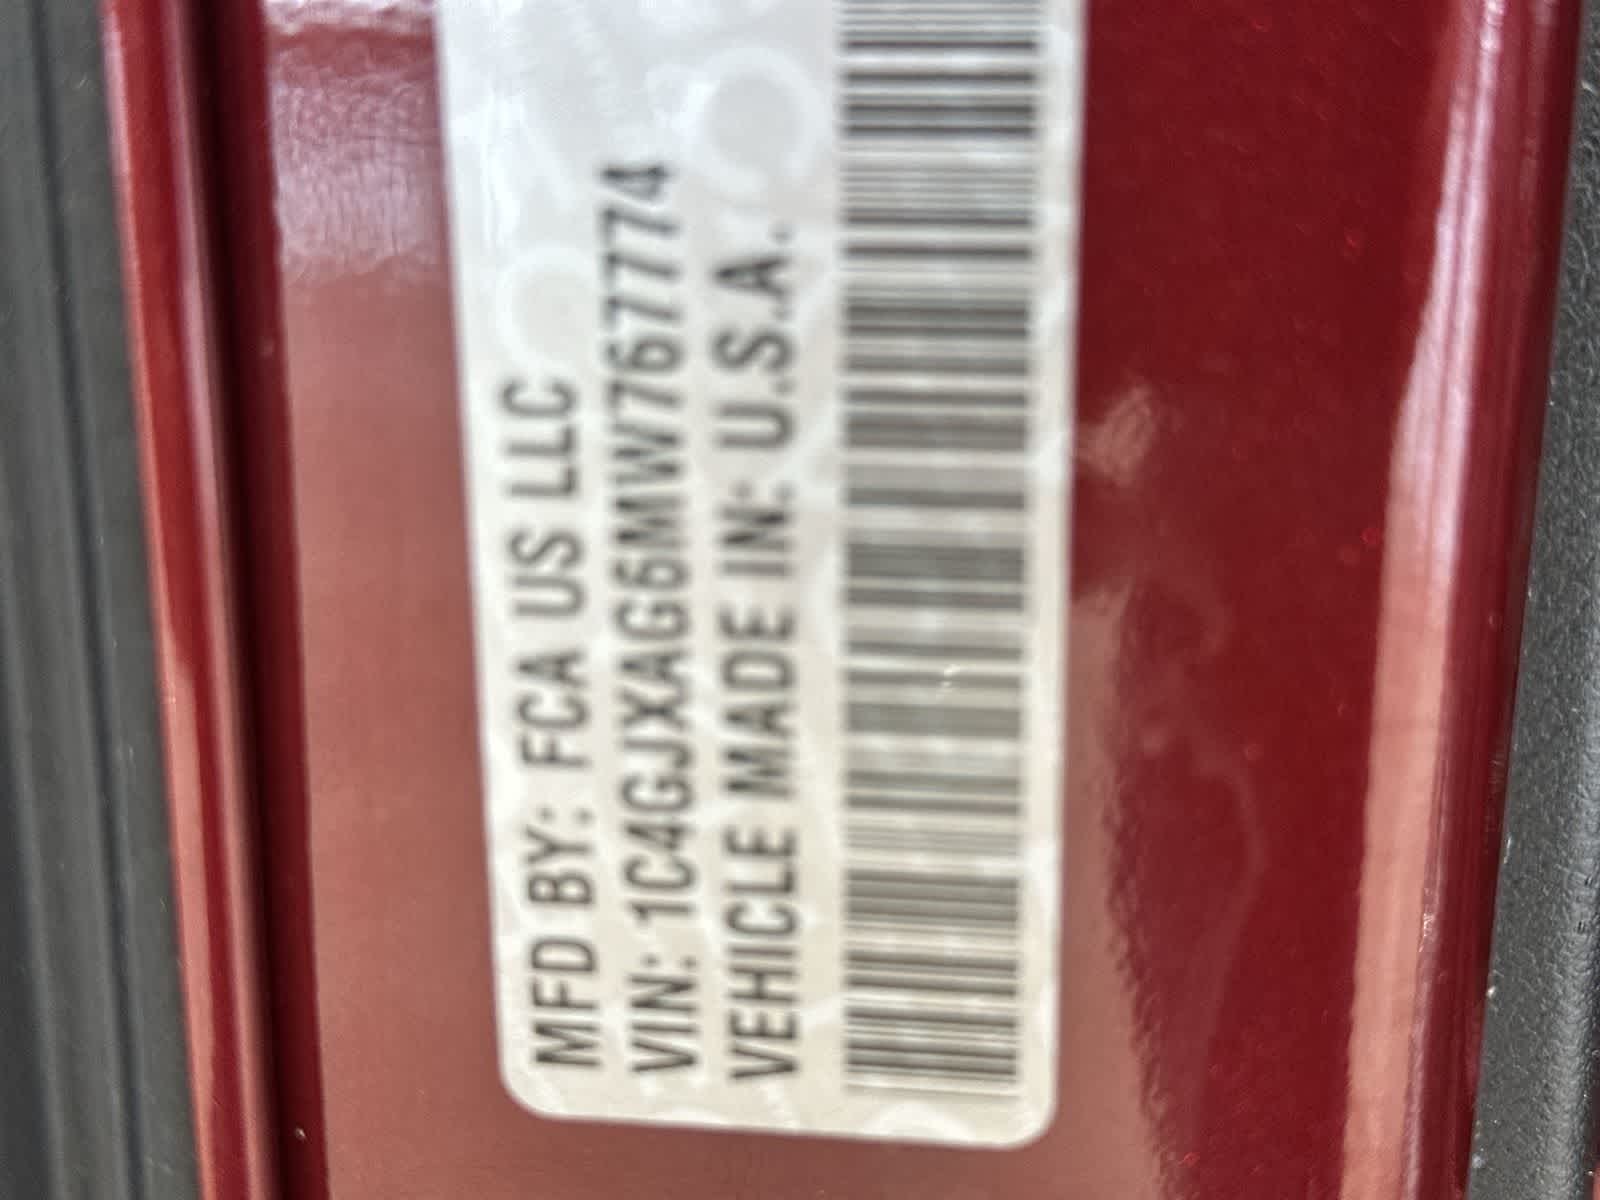 MFD BY: FCA US LLC
VIN: 1C4GJXAG6MW767774
VEHICLE MADE IN: U.S.A.